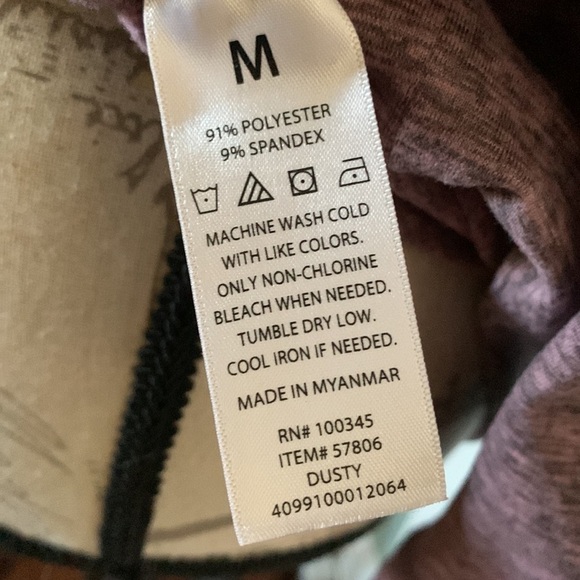 M
91% POLYESTER
9% SPANDEX
MACHINE WASH COLD
WITH LIKE COLORS.
ONLY NON-CHLORINE
BLEACH WHEN NEEDED.
TUMBLE DRY LOW.
COOL IRON IF NEEDED.
MADE IN MYANMAR
RN# 100345
ITEM# 57806
DUSTY
4099100012064